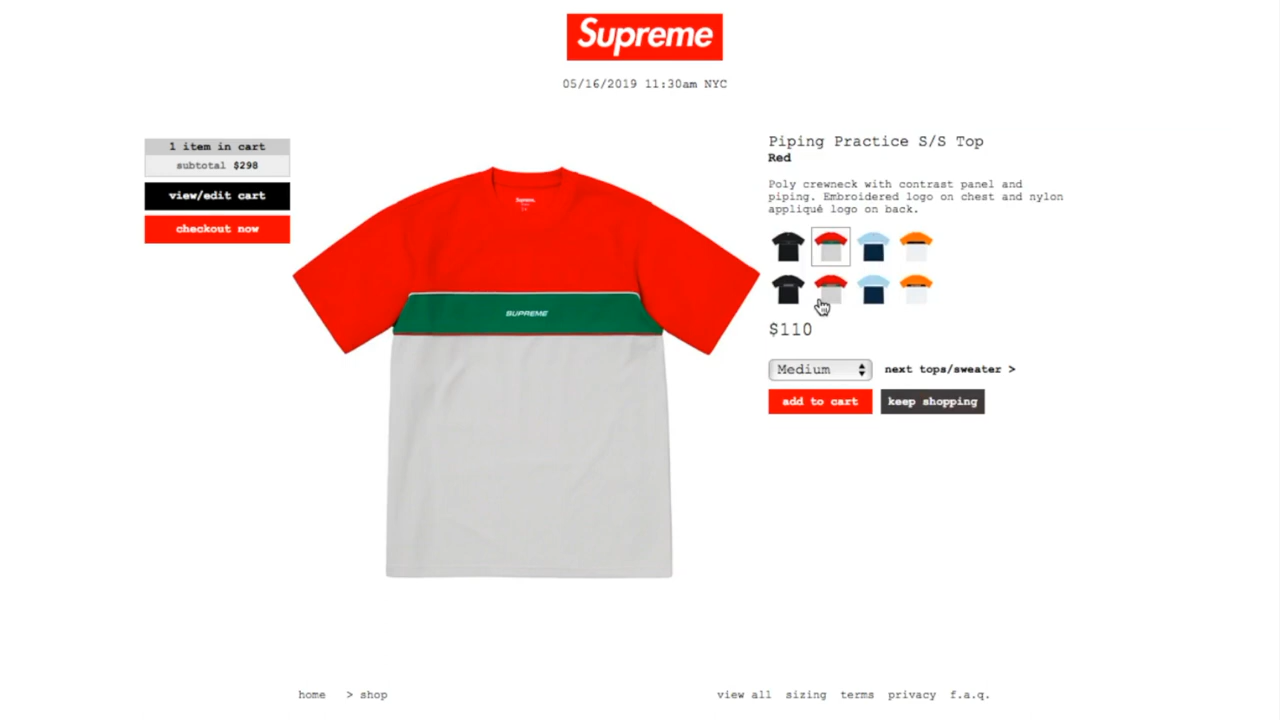 Supreme
05/16/2019 11:30am NYC
1 item in cart
subtotal $298
view/edit cart
checkout now
Supreme.
SUPREME
Piping Practice S/S Top
Red
Poly crewneck with contrast panel and
piping. Embroidered logo on chest and nylon
appliqué logo on back.
$110
Medium
next tops/sweater >
add to cart
keep shopping
home > shop
view all sizing terms privacy f.a.q.